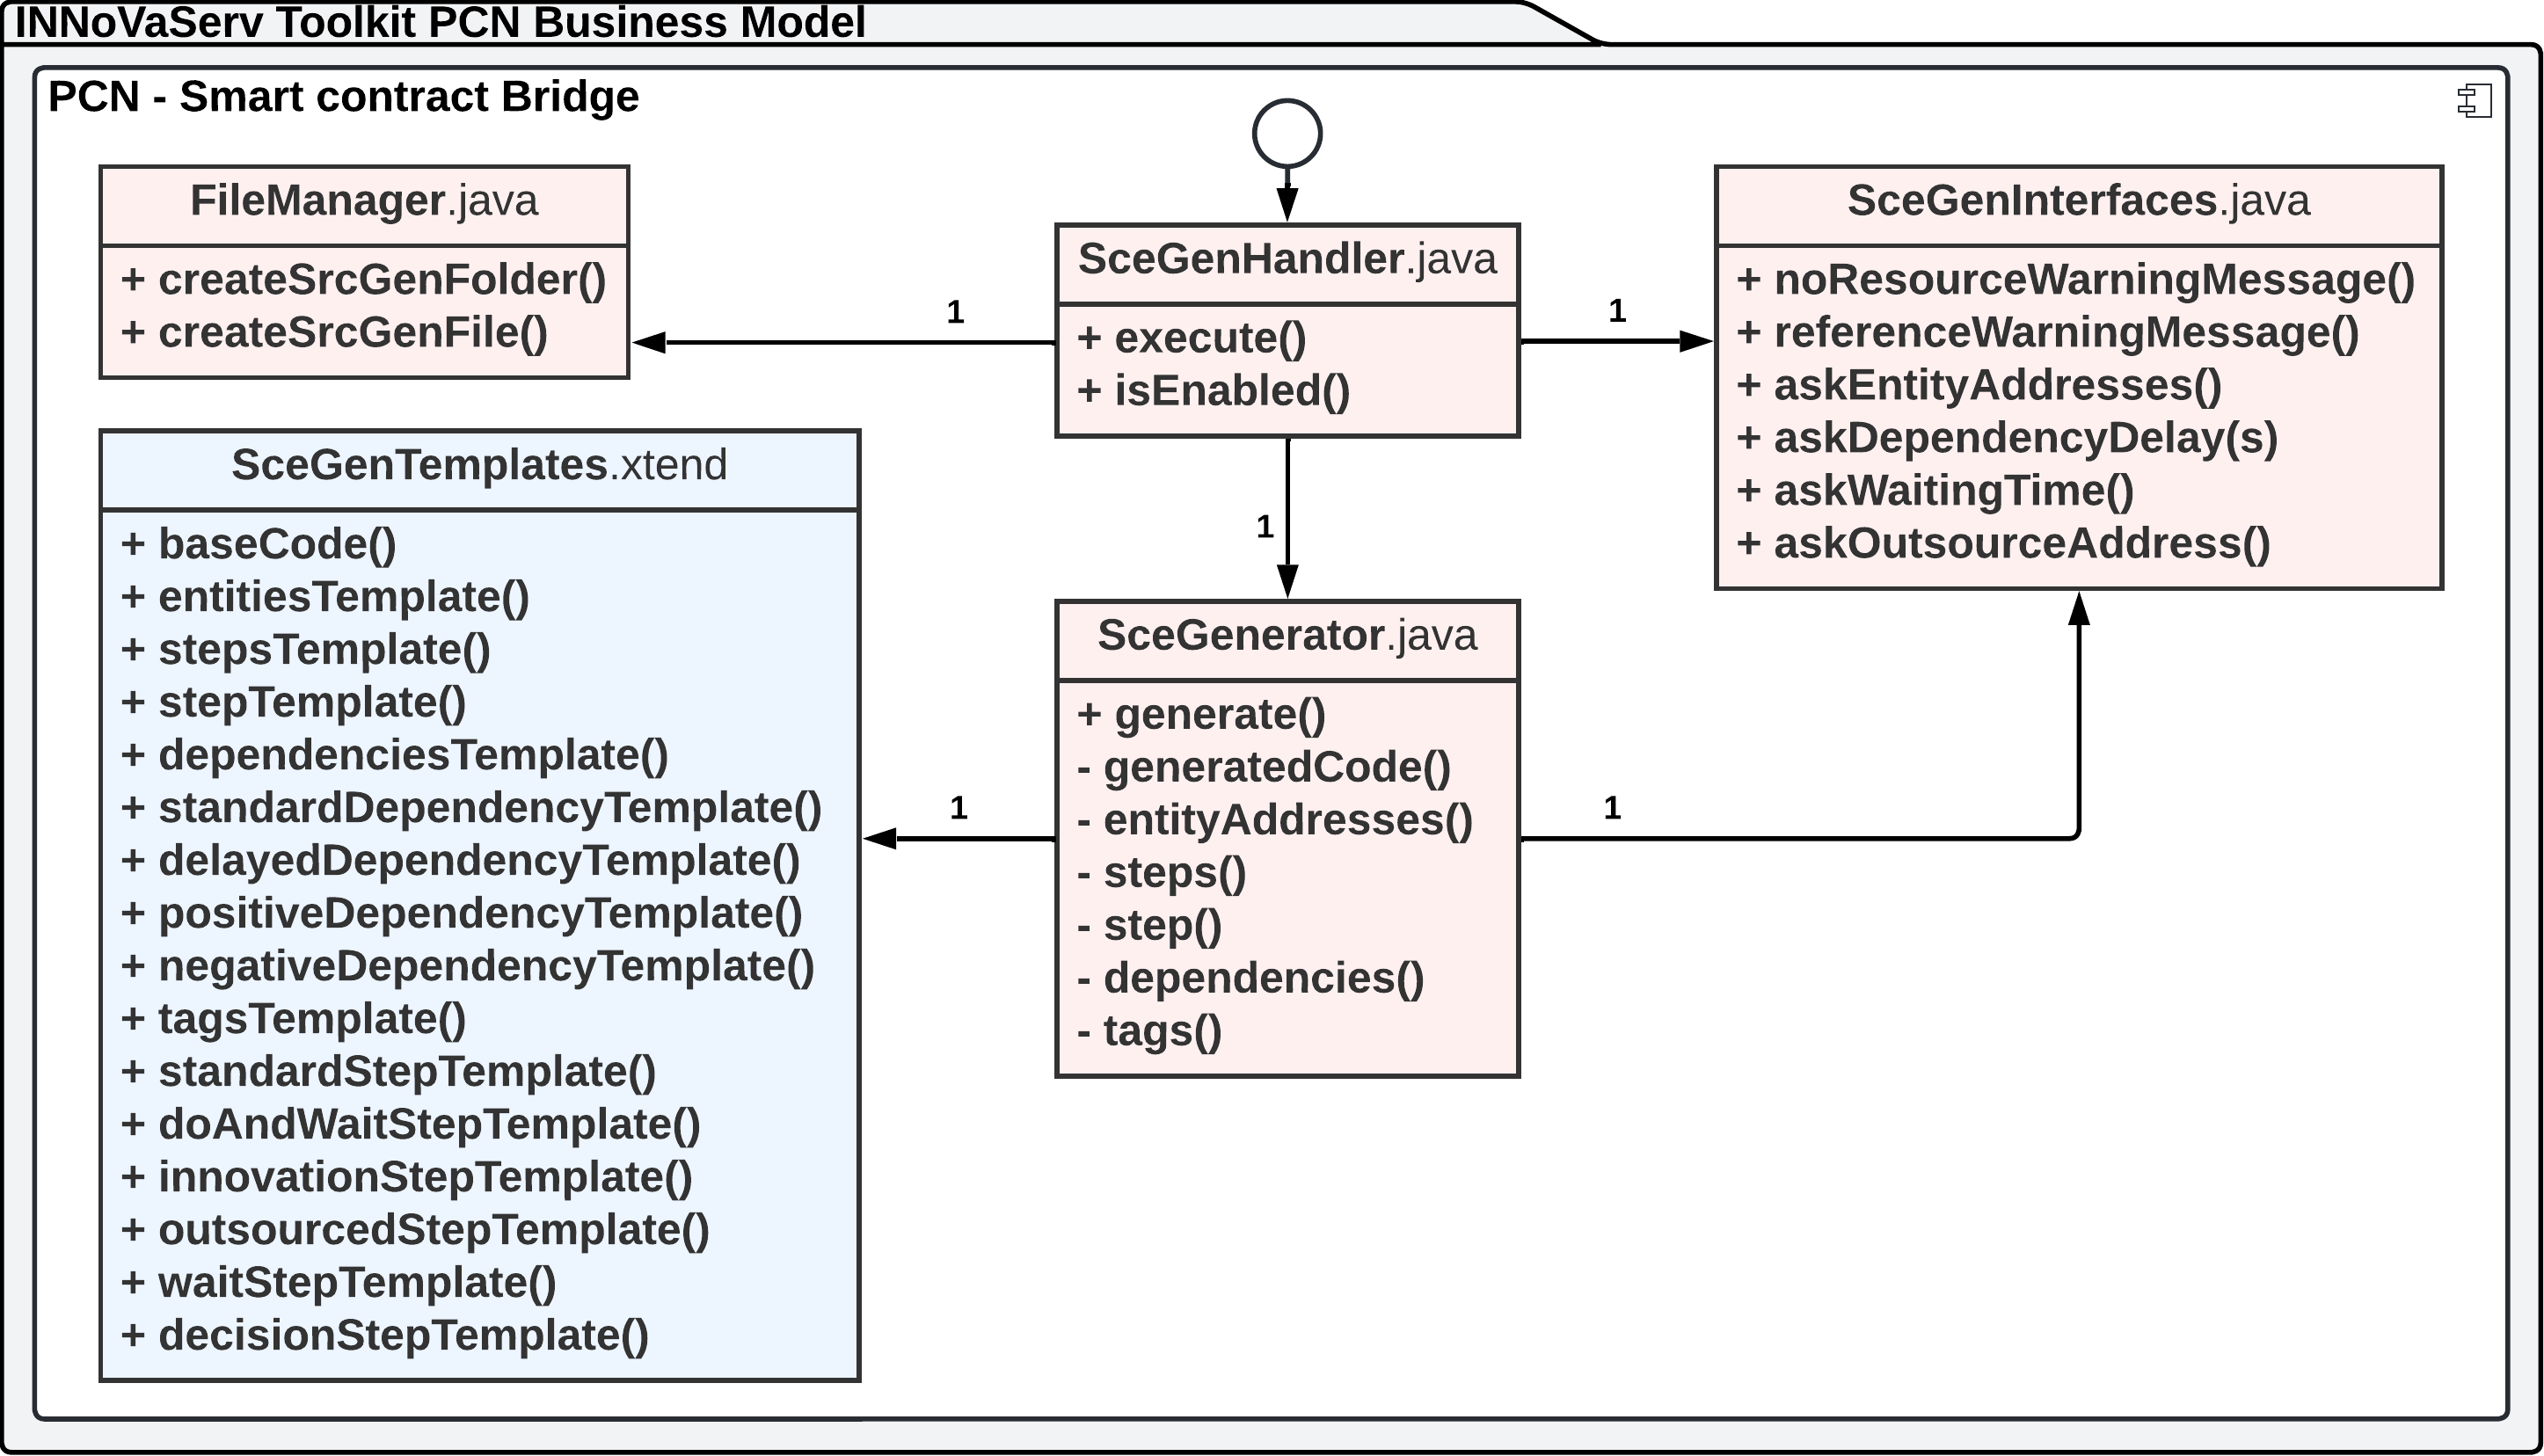 INNoVaServ Toolkit PCN Business Model
PCN - Smart contract Bridge
FileManager.java
+ createSrcGenFolder()
+ createSrcGenFile()
1
SceGenHandler.java
+ execute()
+ isEnabled()
1
SceGenInterfaces.java
+ noResourceWarningMessage()
+ referenceWarningMessage()
+ askEntityAddresses()
+ askDependencyDelay(s)
+ askWaitingTime()
+ askOutsourceAddress()
1
SceGenTemplates.xtend
+ baseCode()
+ entitiesTemplate()
+ stepsTemplate()
+ stepTemplate()
+ dependenciesTemplate()
+ standardDependencyTemplate()
+ delayedDependencyTemplate()
+ positiveDependencyTemplate()
+ negativeDependencyTemplate()
+ tagsTemplate()
+ standardStepTemplate()
+ doAndWaitStepTemplate()
+ innovationStepTemplate()
+ outsourcedStepTemplate()
+ waitStepTemplate()
+ decisionStepTemplate()
1
SceGenerator.java
+ generate()
- generatedCode()
- entityAddresses()
- steps()
- step()
- dependencies()
- tags()
1